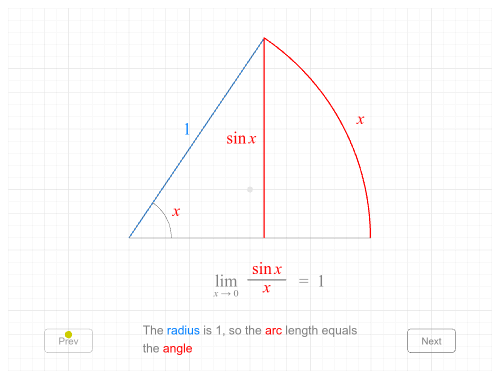 1
sin x
x
x
lim x → 0 sin x / x = 1
Prev
The radius is 1, so the arc length equals
the angle
Next